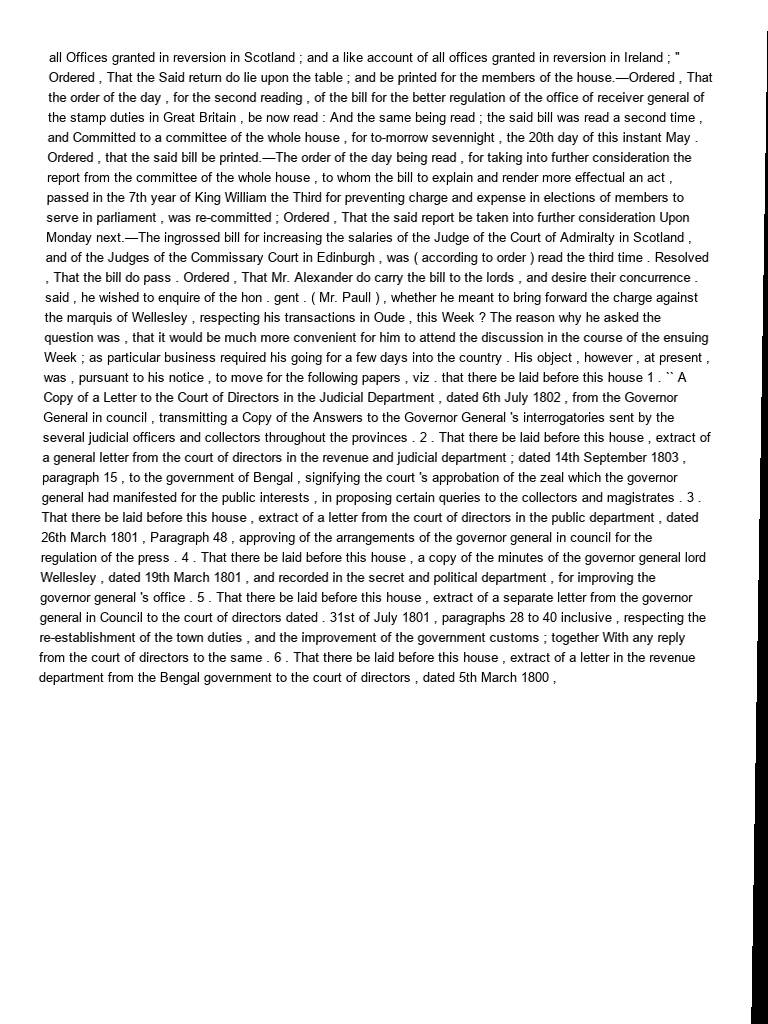 all Offices granted in reversion in Scotland ; and a like account of all offices granted in reversion in Ireland ; "
Ordered , That the Said return do lie upon the table ; and be printed for the members of the house.—Ordered , That
the order of the day , for the second reading , of the bill for the better regulation of the office of receiver general of
the stamp duties in Great Britain , be now read : And the same being read ; the said bill was read a second time ,
and Committed to a committee of the whole house , for to-morrow sevennight , the 20th day of this instant May .
Ordered , that the said bill be printed.—The order of the day being read , for taking into further consideration the
report from the committee of the whole house , to whom the bill to explain and render more effectual an act ,
passed in the 7th year of King William the Third for preventing charge and expense in elections of members to
serve in parliament , was re-committed ; Ordered , That the said report be taken into further consideration Upon
Monday next.—The ingrossed bill for increasing the salaries of the Judge of the Court of Admiralty in Scotland ,
and of the Judges of the Commissary Court in Edinburgh , was ( according to order ) read the third time . Resolved
, That the bill do pass . Ordered , That Mr. Alexander do carry the bill to the lords , and desire their concurrence .
said , he wished to enquire of the hon . gent . ( Mr. Paull ) , whether he meant to bring forward the charge against
the marquis of Wellesley , respecting his transactions in Oude , this Week ? The reason why he asked the
question was , that it would be much more convenient for him to attend the discussion in the course of the ensuing
Week ; as particular business required his going for a few days into the country . His object , however , at present ,
was , pursuant to his notice , to move for the following papers , viz . that there be laid before this house 1 . `` A
Copy of a Letter to the Court of Directors in the Judicial Department , dated 6th July 1802 , from the Governor
General in council , transmitting a Copy of the Answers to the Governor General 's interrogatories sent by the
several judicial officers and collectors throughout the provinces . 2 . That there be laid before this house , extract of
a general letter from the court of directors in the revenue and judicial department ; dated 14th September 1803 ,
paragraph 15 , to the government of Bengal , signifying the court 's approbation of the zeal which the governor
general had manifested for the public interests , in proposing certain queries to the collectors and magistrates . 3 .
That there be laid before this house , extract of a letter from the court of directors in the public department , dated
26th March 1801 , Paragraph 48 , approving of the arrangements of the governor general in council for the
regulation of the press . 4 . That there be laid before this house , a copy of the minutes of the governor general lord
Wellesley , dated 19th March 1801 , and recorded in the secret and political department , for improving the
governor general 's office . 5 . That there be laid before this house , extract of a separate letter from the governor
general in Council to the court of directors dated . 31st of July 1801 , paragraphs 28 to 40 inclusive , respecting the
re-establishment of the town duties , and the improvement of the government customs ; together With any reply
from the court of directors to the same . 6 . That there be laid before this house , extract of a letter in the revenue
department from the Bengal government to the court of directors , dated 5th March 1800 ,